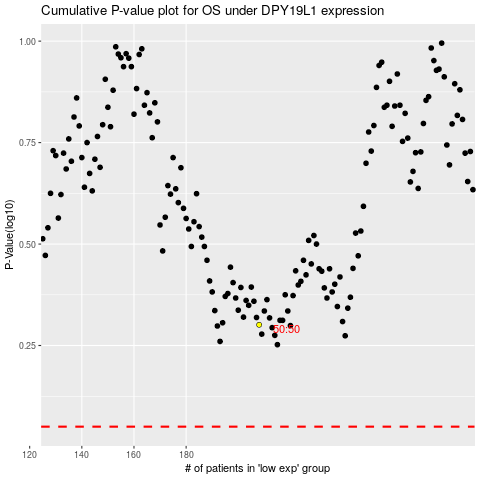 Cumulative P-value plot for OS under DPY19L1 expression
P-Value(log10)
1.00
0.75
0.50
0.25
50:50
120 140 160 180
# of patients in 'low exp' group